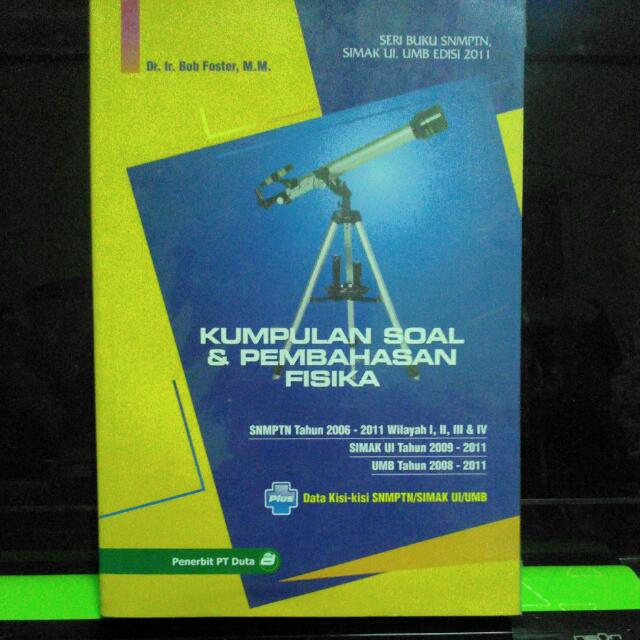 SERI BUKU SNMPTN,
SIMAK UI, UMB EDISI 2011
Dr. Ir. Bob Foster, M.M.
KUMPULAN SOAL
& PEMBAHASAN
FISIKA
SNMPTN Tahun 2006 - 2011 Wilayah I, II, III & IV
SIMAK UI Tahun 2009 - 2011
UMB Tahun 2008 - 2011
Plus Data Kisi-kisi SNMPTN/SIMAK UI/UMB
Penerbit PT Duta